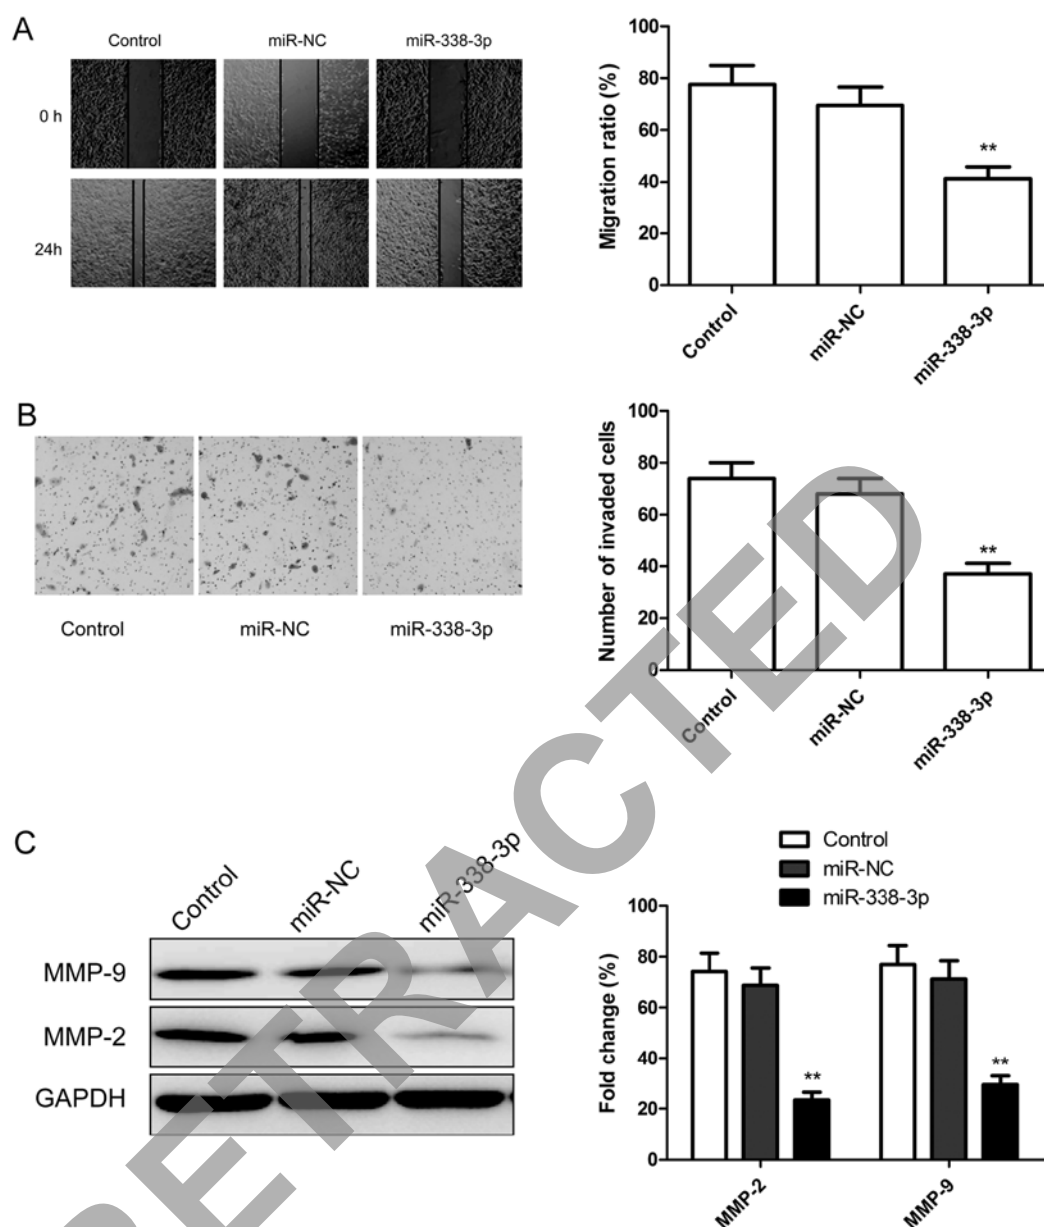 A
Control miR-NC miR-338-3p
0 h
24h
Migration ratio (%)
100
80
60
40
20
0
**
Control miR-NC miR-338-3p
B
Control miR-NC miR-338-3p
Number of invaded cells
100
80
60
40
20
0
**
Control miR-NC miR-338-3p
C
Control miR-NC miR-338-3p
MMP-9
MMP-2
GAPDH
Control
miR-NC
miR-338-3p
Fold change (%)
100
80
60
40
20
0
** **
MMP-2 MMP-9
RETRACTED